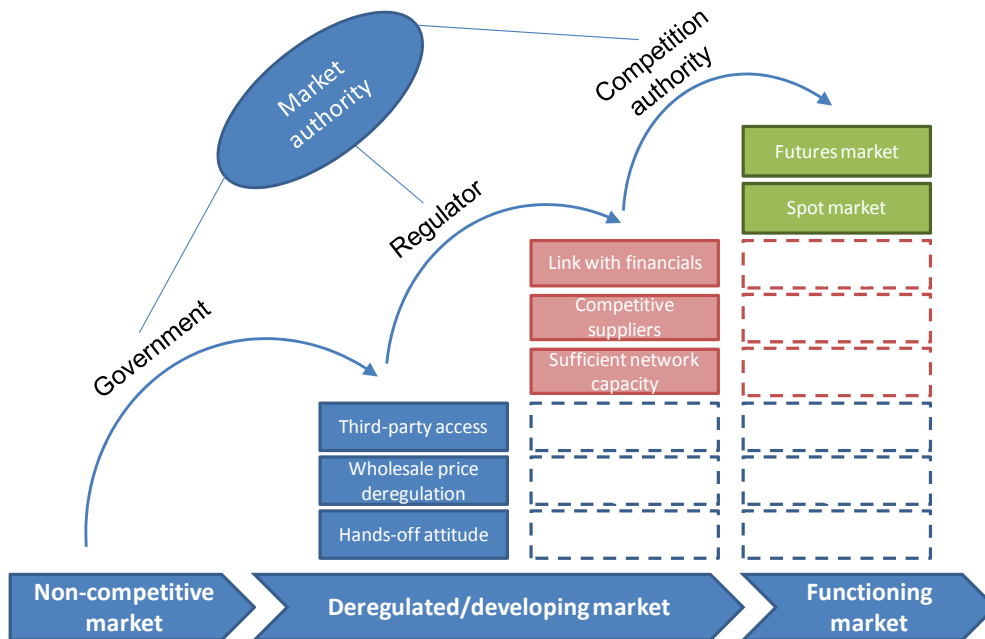 Market
authority
Competition
authority
Regulator
Government
Futures market
Spot market
Link with financials
Competitive
suppliers
Sufficient network
capacity
Third-party access
Wholesale price
deregulation
Hands-off attitude
Non-competitive
market
Deregulated/developing market
Functioning
market